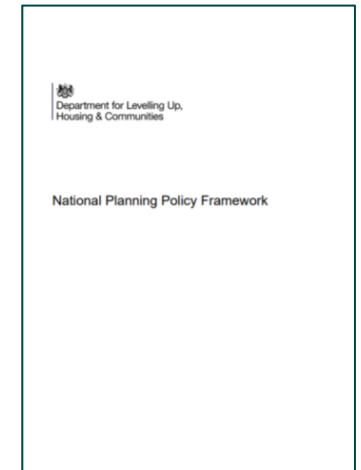 Department for Levelling Up,
Housing & Communities
National Planning Policy Framework